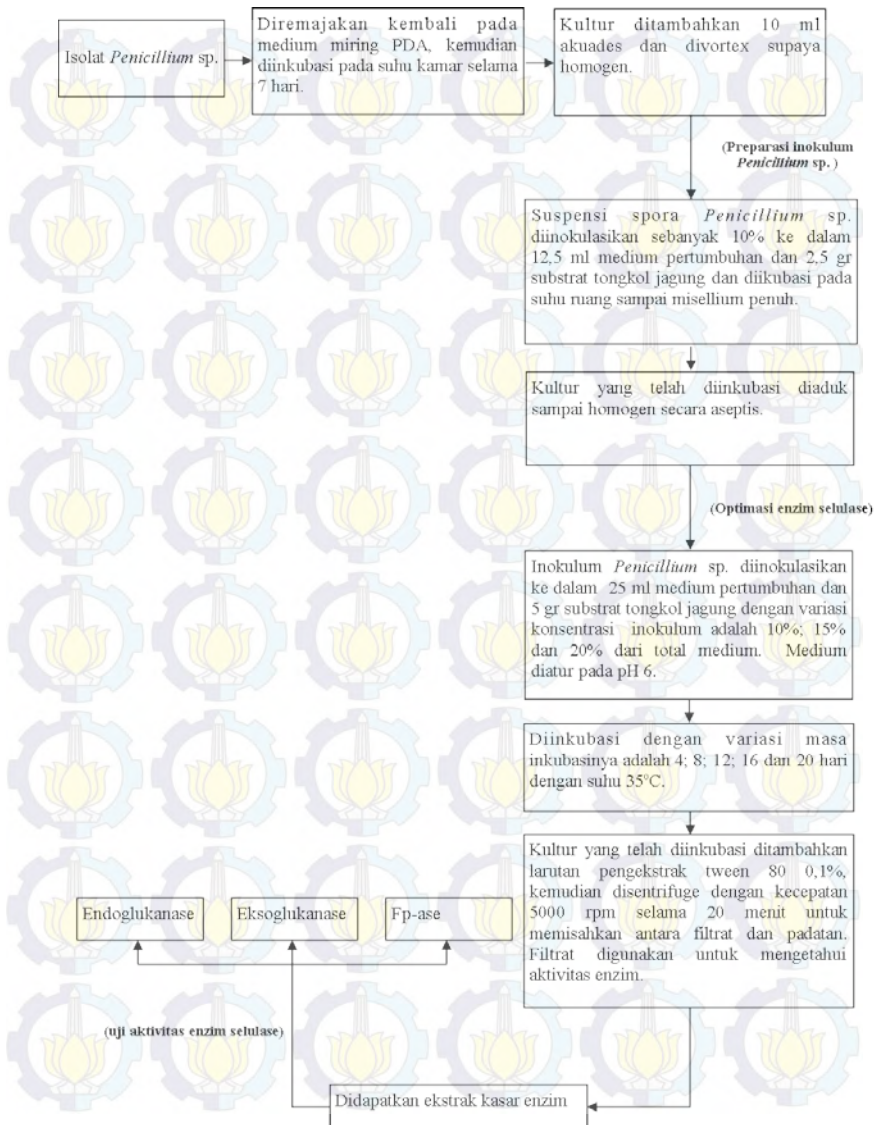 Isolat Penicillium sp.
Diremajakan kembali pada
medium miring PDA, kemudian
diinkubasi pada suhu kamar selama
7 hari.
Kultur ditambahkan 10 ml
akuades dan divortex supaya
homogen.
(Preparasi inokulum
Penicillium sp. )
Suspensi spora Penicillium sp.
diinokulasikan sebanyak 10% ke dalam
12,5 ml medium pertumbuhan dan 2,5 gr
substrat tongkol jagung dan diikubasi pada
suhu ruang sampai misellium penuh.
Kultur yang telah diinkubasi diaduk
sampai homogen secara aseptis.
(Optimasi enzim selulase)
Inokulum Penicillium sp. diinokulasikan
ke dalam 25 ml medium pertumbuhan dan
5 gr substrat tongkol jagung dengan variasi
konsentrasi inokulum adalah 10%; 15%
dan 20% dari total medium. Medium
diatur pada pH 6.
Diinkubasi dengan variasi masa
inkubasinya adalah 4; 8; 12; 16 dan 20 hari
dengan suhu 35°C.
Kultur yang telah diinkubasi ditambahkan
larutan pengekstrak tween 80 0,1%,
kemudian disentrifuge dengan kecepatan
5000 rpm selama 20 menit untuk
memisahkan antara filtrat dan padatan.
Filtrat digunakan untuk mengetahui
aktivitas enzim.
Didapatkan ekstrak kasar enzim
(uji aktivitas enzim selulase)
Endoglukanase
Eksoglukanase
Fp-ase